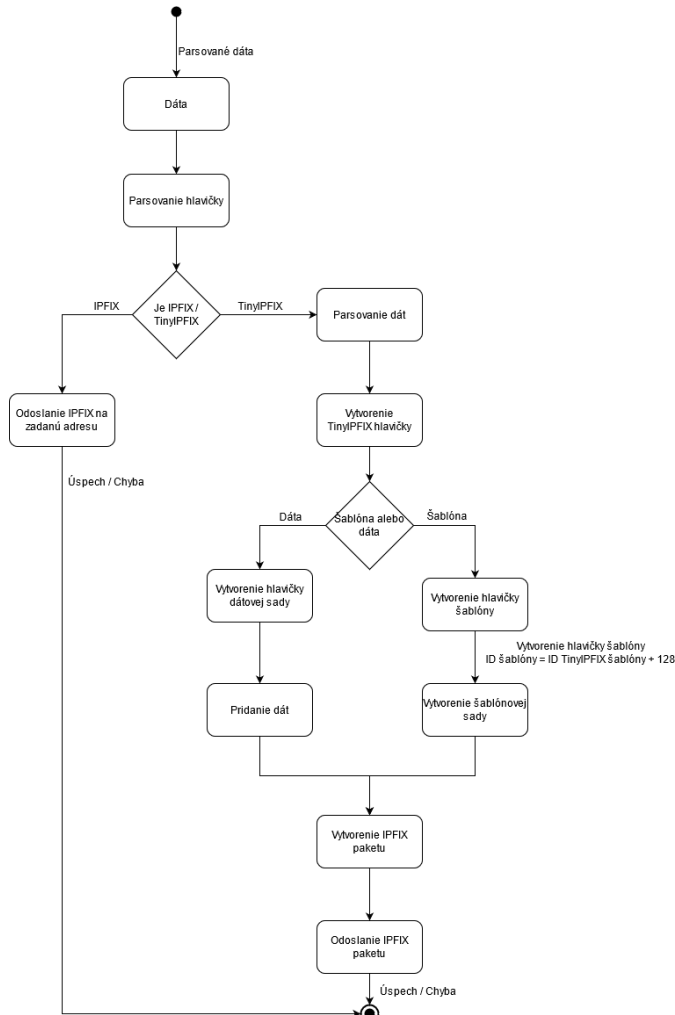 Parsované dáta
Dáta
Parsovanie hlavičky
IPFIX
Je IPFIX /
TinyIPFIX
TinyIPFIX
Parsovanie dát
Odoslanie IPFIX na
zadanú adresu
Vytvorenie
TinyIPFIX hlavičky
Úspech / Chyba
Dáta
Šablóna alebo
dáta
Šablóna
Vytvorenie hlavičky
dátovej sady
Vytvorenie hlavičky
šablóny
Vytvorenie hlavičky šablóny
ID šablóny = ID TinyIPFIX šablóny + 128
Pridanie dát
Vytvorenie šablónovej
sady
Vytvorenie IPFIX
paketu
Odoslanie IPFIX
paketu
Úspech / Chyba